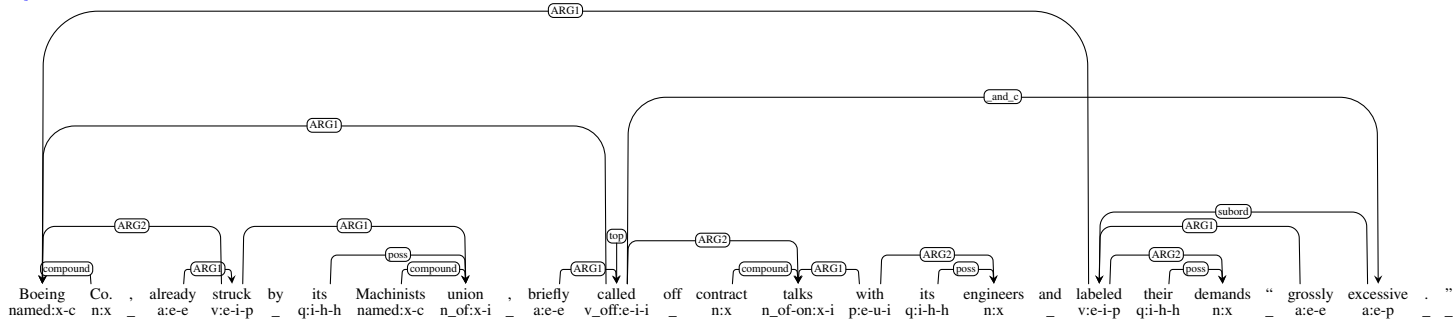 ARG1
_and_c
ARG1
subord
ARG2 ARG1 ARG1
top
ARG2
poss ARG2 ARG2
compound ARG1 compound ARG1 compound ARG1 poss poss
Boeing Co. , already struck by its Machinists union , briefly called off contract talks with its engineers and labeled their demands “ grossly excessive . ”
named:x-c n:x _ a:e-e v:e-i-p _ q:i-h-h named:x-c n_of:x-i _ a:e-e v_off:e-i-i _ n:x n_of-on:x-i p:e-u-i q:i-h-h n:x _ v:e-i-p q:i-h-h n:x _ a:e-e a:e-p _ _